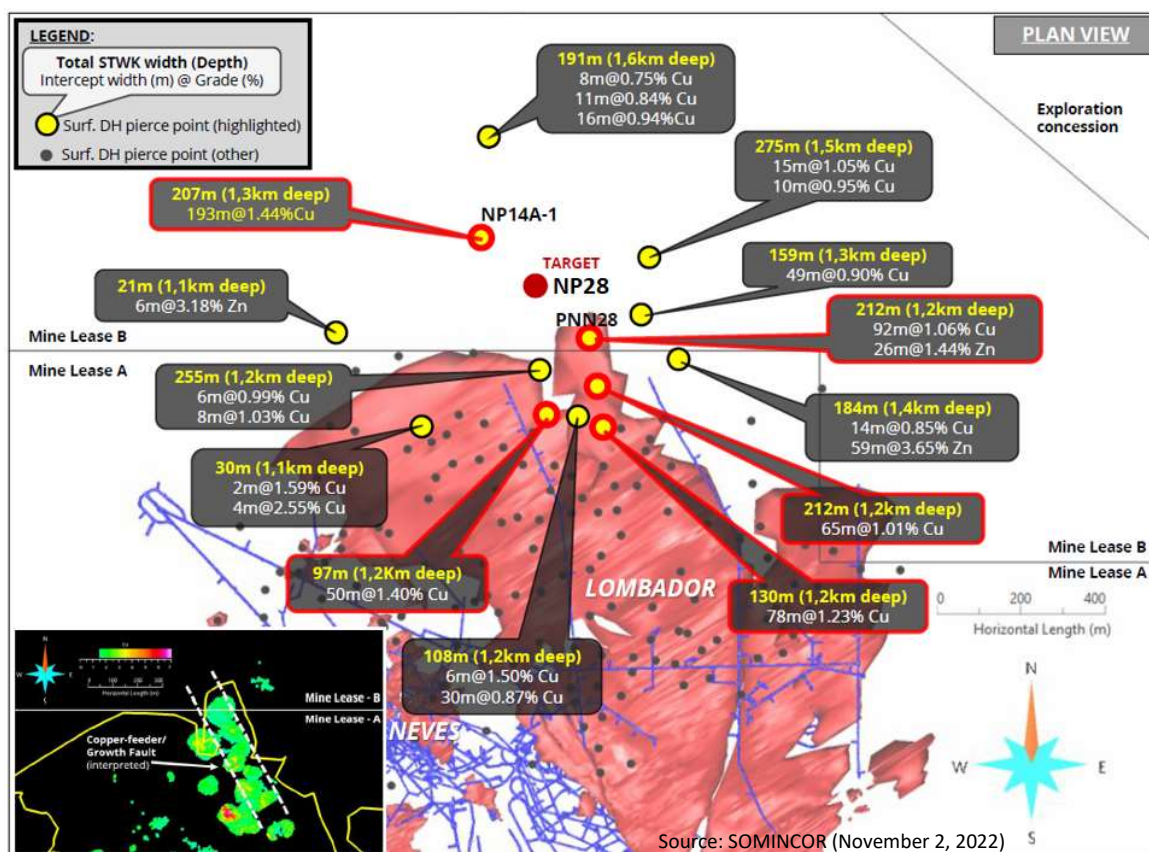 LEGEND:
Total STWK width (Depth)
Intercept width (m) @ Grade (%)
Surf. DH pierce point (highlighted)
Surf. DH pierce point (other)
PLAN VIEW
Exploration
concession
191m (1,6km deep)
8m@0.75% Cu
11m@0.84% Cu
16m@0.94%Cu
275m (1,5km deep)
15m@1.05% Cu
10m@0.95% Cu
207m (1,3km deep)
193m@1.44%Cu
NP14A-1
TARGET
NP28
159m (1,3km deep)
49m@0.90% Cu
21m (1,1km deep)
6m@3.18% Zn
PNN28
212m (1,2km deep)
92m@1.06% Cu
26m@1.44% Zn
Mine Lease B
Mine Lease A
255m (1,2km deep)
6m@0.99% Cu
8m@1.03% Cu
184m (1,4km deep)
14m@0.85% Cu
59m@3.65% Zn
30m (1,1km deep)
2m@1.59% Cu
4m@2.55% Cu
212m (1,2km deep)
65m@1.01% Cu
97m (1,2Km deep)
50m@1.40% Cu
LOMBADOR
130m (1,2km deep)
78m@1.23% Cu
Mine Lease B
Mine Lease A
0 200 400
Horizontal Length (m)
108m (1,2km deep)
6m@1.50% Cu
30m@0.87% Cu
NEVES
N
W E
S
N
W E
Horizontal Length (m)
Mine Lease - B
Mine Lease - A
Copper-feeder/
Growth Fault
(interpreted)
Source: SOMINCOR (November 2, 2022)